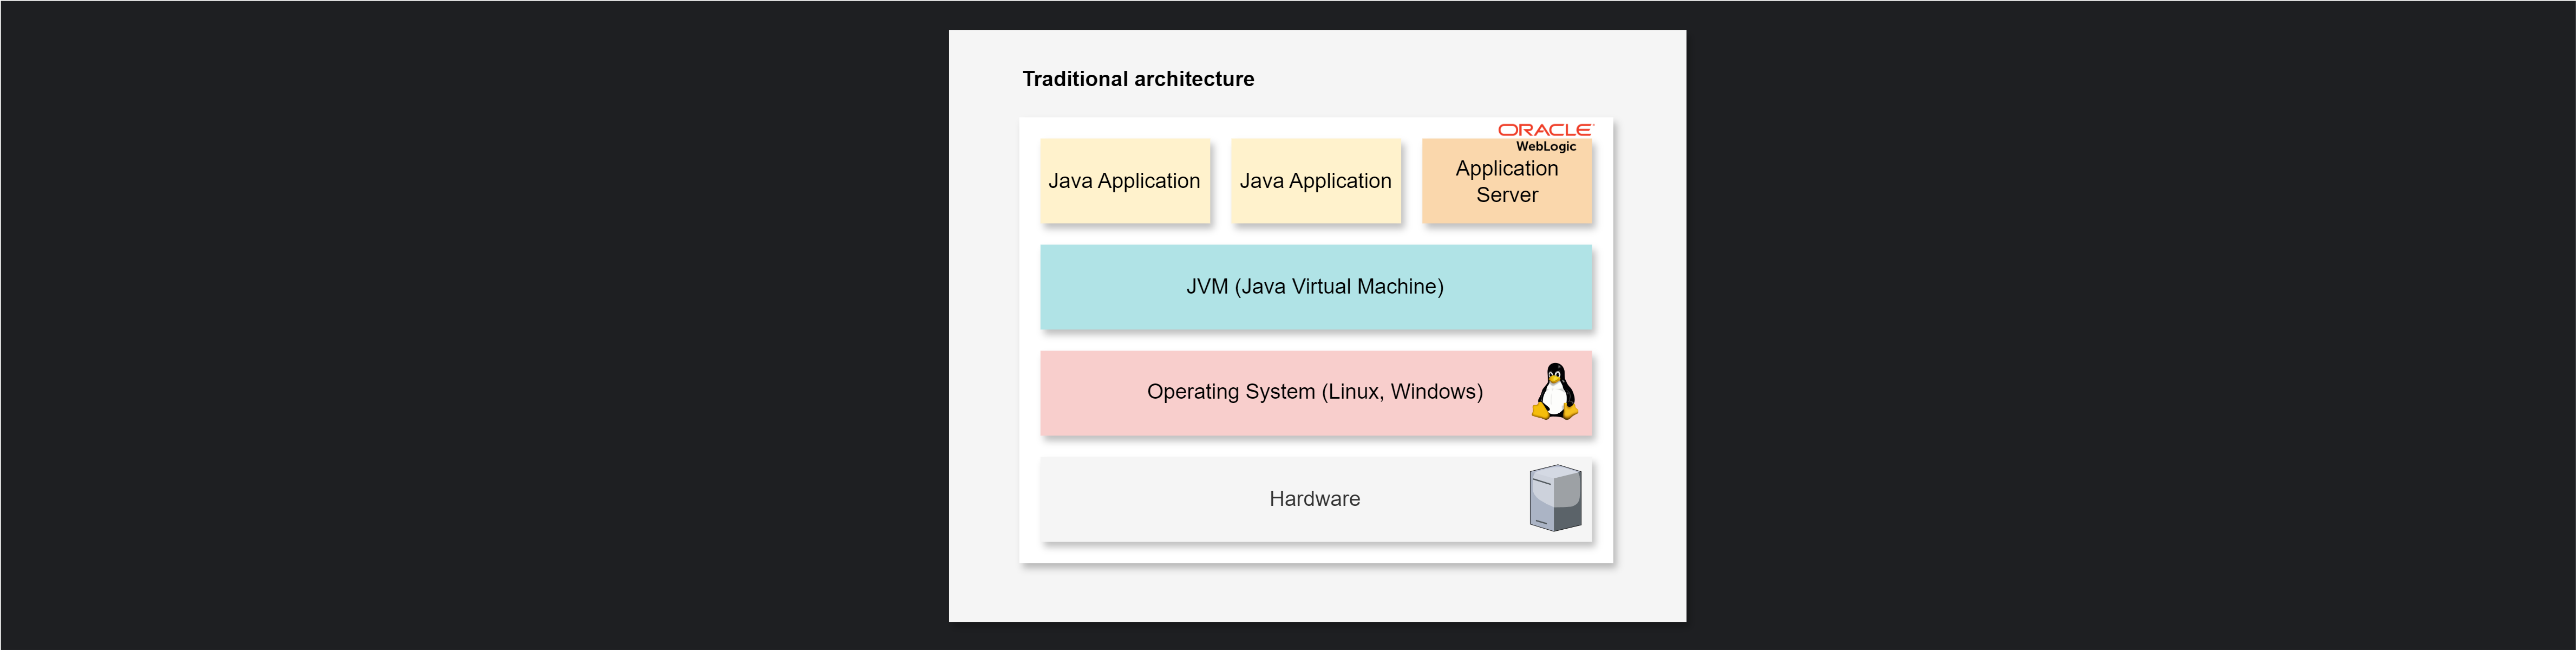 Traditional architecture
ORACLE
WebLogic
Java Application
Java Application
Application
Server
JVM (Java Virtual Machine)
Operating System (Linux, Windows)
Hardware